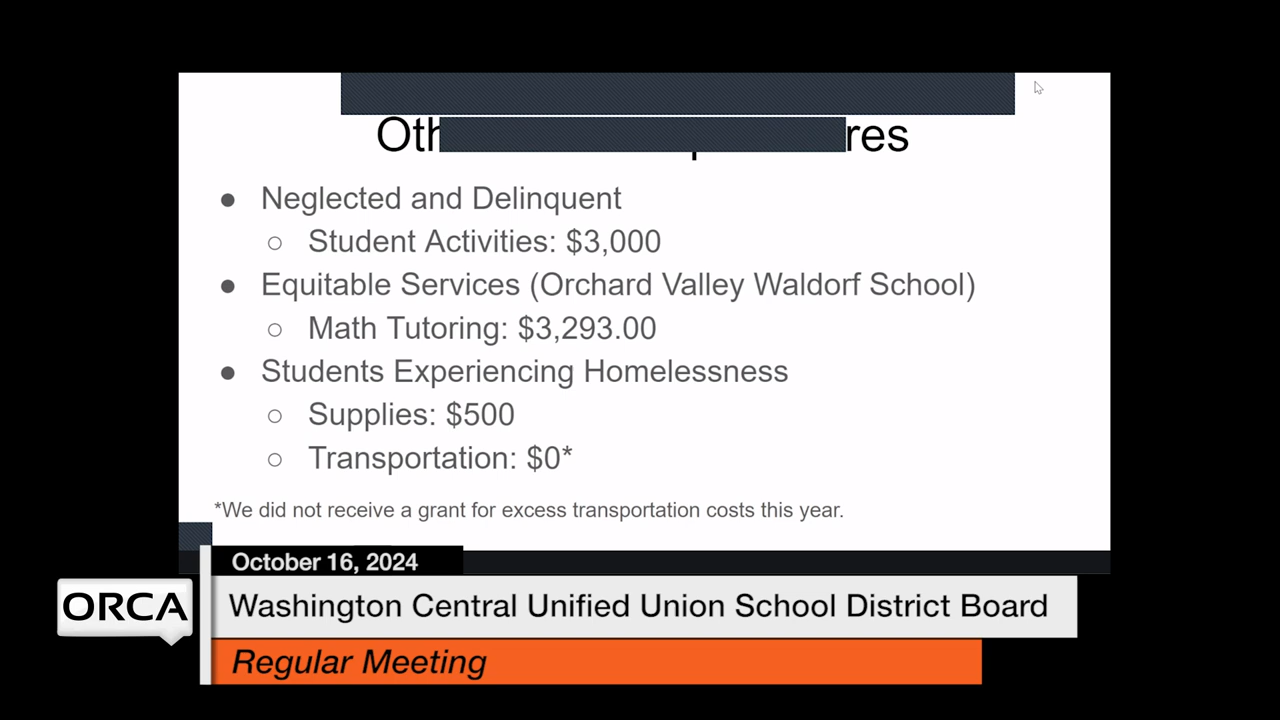 Oth res
● Neglected and Delinquent
○ Student Activities: $3,000
● Equitable Services (Orchard Valley Waldorf School)
○ Math Tutoring: $3,293.00
● Students Experiencing Homelessness
○ Supplies: $500
○ Transportation: $0*
*We did not receive a grant for excess transportation costs this year.
October 16, 2024
ORCA
Washington Central Unified Union School District Board
Regular Meeting